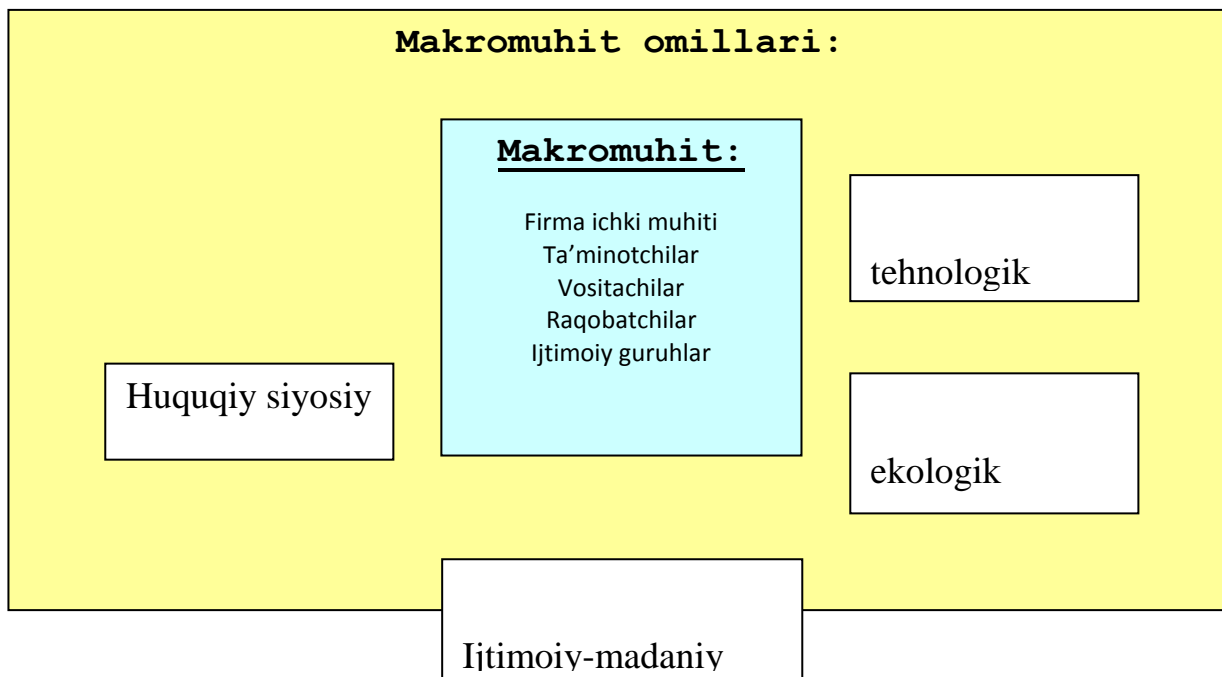 Makromuhit omillari:
Makromuhit:
Firma ichki muhiti
Ta’minotchilar
Vositachilar
Raqobatchilar
Ijtimoiy guruhlar
tehnologik
Huquqiy siyosiy
ekologik
Ijtimoiy-madaniy